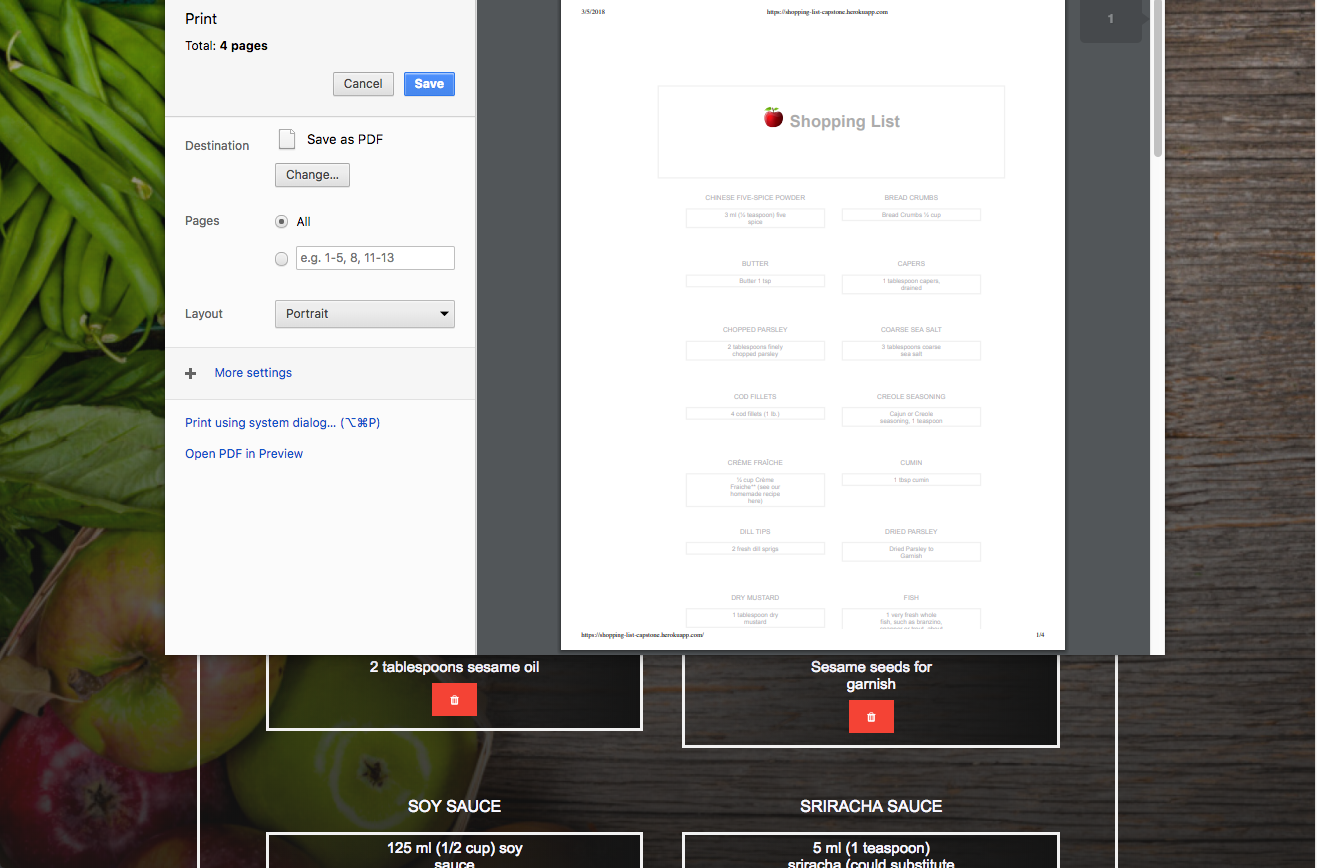 Print
Total: 4 pages
Cancel Save
Destination Save as PDF
Change...
Pages All
e.g. 1-5, 8, 11-13
Layout Portrait
More settings
Print using system dialog... (⌥⌘P)
Open PDF in Preview
3/5/2018 https://shopping-list-capstone.herokuapp.com
1
Shopping List
CHINESE FIVE-SPICE POWDER BREAD CRUMBS
3 ml (½ teaspoon) five Bread Crumbs ½ cup
spice
BUTTER CAPERS
Butter 1 tsp 1 tablespoon capers,
drained
CHOPPED PARSLEY COARSE SEA SALT
2 tablespoons finely 3 tablespoons coarse
chopped parsley sea salt
COD FILLETS CREOLE SEASONING
4 cod fillets (1 lb.) Cajun or Creole
seasoning, 1 teaspoon
CRÈME FRAÎCHE CUMIN
cup Crème 1 tbsp cumin
Fraiche™ (see our
homemade recipe
here)
DILL TIPS DRIED PARSLEY
2 fresh dill sprigs Dried Parsley to
Garnish
DRY MUSTARD FISH
1 tablespoon dry 1 very fresh whole
mustard fish, such as branzino,
https://shopping-list-capstone.herokuapp.com/ 1/4
2 tablespoons sesame oil Sesame seeds for
garnish
SOY SAUCE SRIRACHA SAUCE
125 ml (1/2 cup) soy 5 ml (1 teaspoon)
sauce sriracha (could substitute